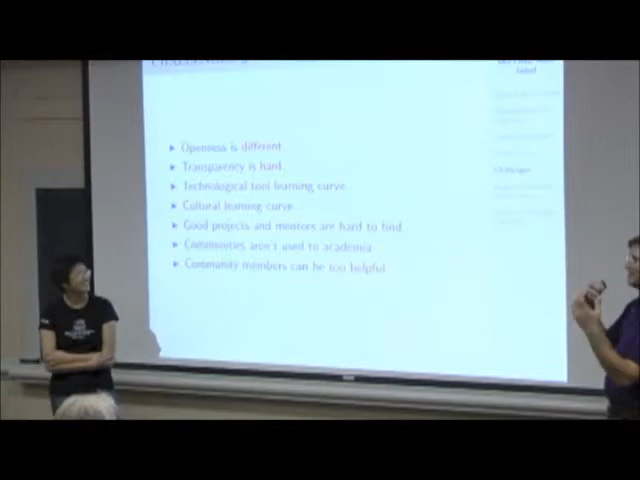 Openness is different
Transparency is hard.
Technological tool learning curve.
Cultural learning curve.
Good projects and mentors are hard to find.
Communities aren't used to academia
Community members can be too helpful
Challenges